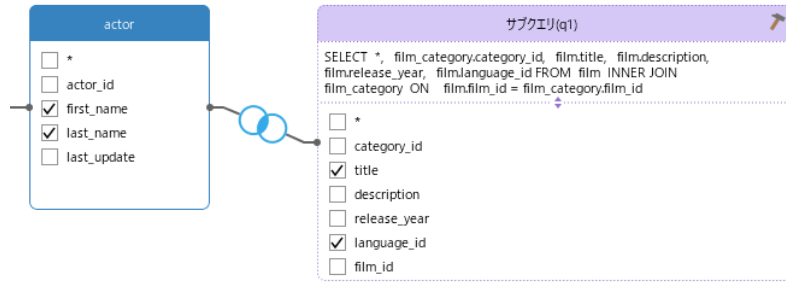 actor
*
actor_id
first_name
last_name
last_update
サブクエリ(q1)
SELECT *, film_category.category_id, film.title, film.description,
film.release_year, film.language_id FROM film INNER JOIN
film_category ON film.film_id = film_category.film_id
*
category_id
title
description
release_year
language_id
film_id